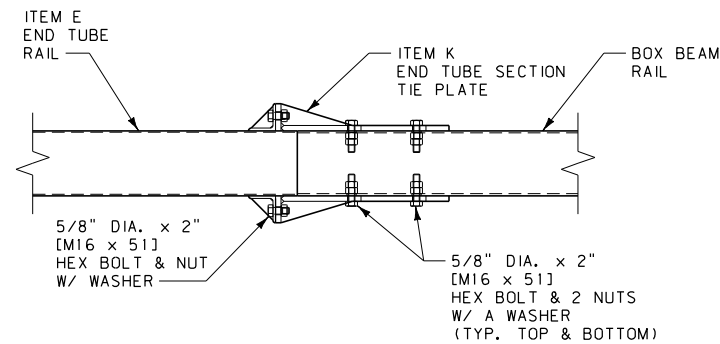 ITEM E
END TUBE
RAIL
ITEM K
END TUBE SECTION
TIE PLATE
BOX BEAM
RAIL
5/8" DIA. x 2"
[M16 x 51]
HEX BOLT & NUT
W/ WASHER
5/8" DIA. x 2"
[M16 x 51]
HEX BOLT & 2 NUTS
W/ A WASHER
(TYP. TOP & BOTTOM)